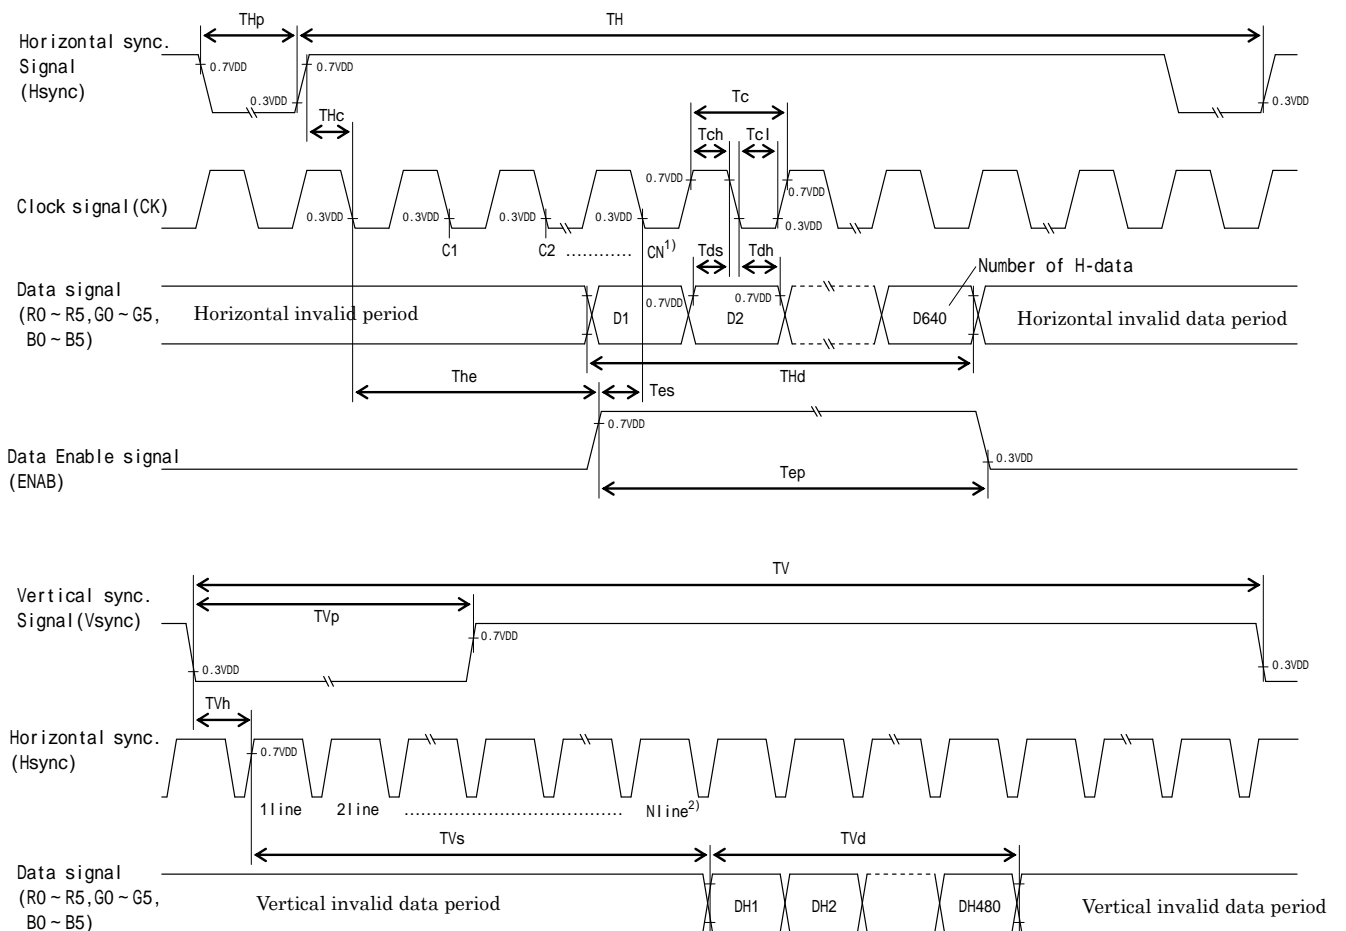 THp
TH
Horizontal sync.
Signal
(Hsync)
0.7VDD
0.7VDD
0.3VDD
0.3VDD
THc
Tc
Tch
Tcl
Clock signal(CK)
0.3VDD
0.3VDD
0.3VDD
0.3VDD
0.7VDD
0.7VDD
0.3VDD
C1
C2 ............ CN1)
Tds
Tdh
Number of H-data
Data signal
(R0~R5,G0~G5,
B0~B5)
Horizontal invalid period
D1
0.7VDD
D2
0.7VDD
D640
Horizontal invalid data period
THd
The
Tes
0.7VDD
Data Enable signal
(ENAB)
0.3VDD
Tep
TV
Vertical sync.
Signal(Vsync)
TVp
0.7VDD
0.3VDD
0.3VDD
TVh
Horizontal sync.
(Hsync)
0.7VDD
1line 2line ....................................... Nline2)
TVs
TVd
Data signal
(R0~R5,G0~G5,
B0~B5)
Vertical invalid data period
DH1
DH2
DH480
Vertical invalid data period